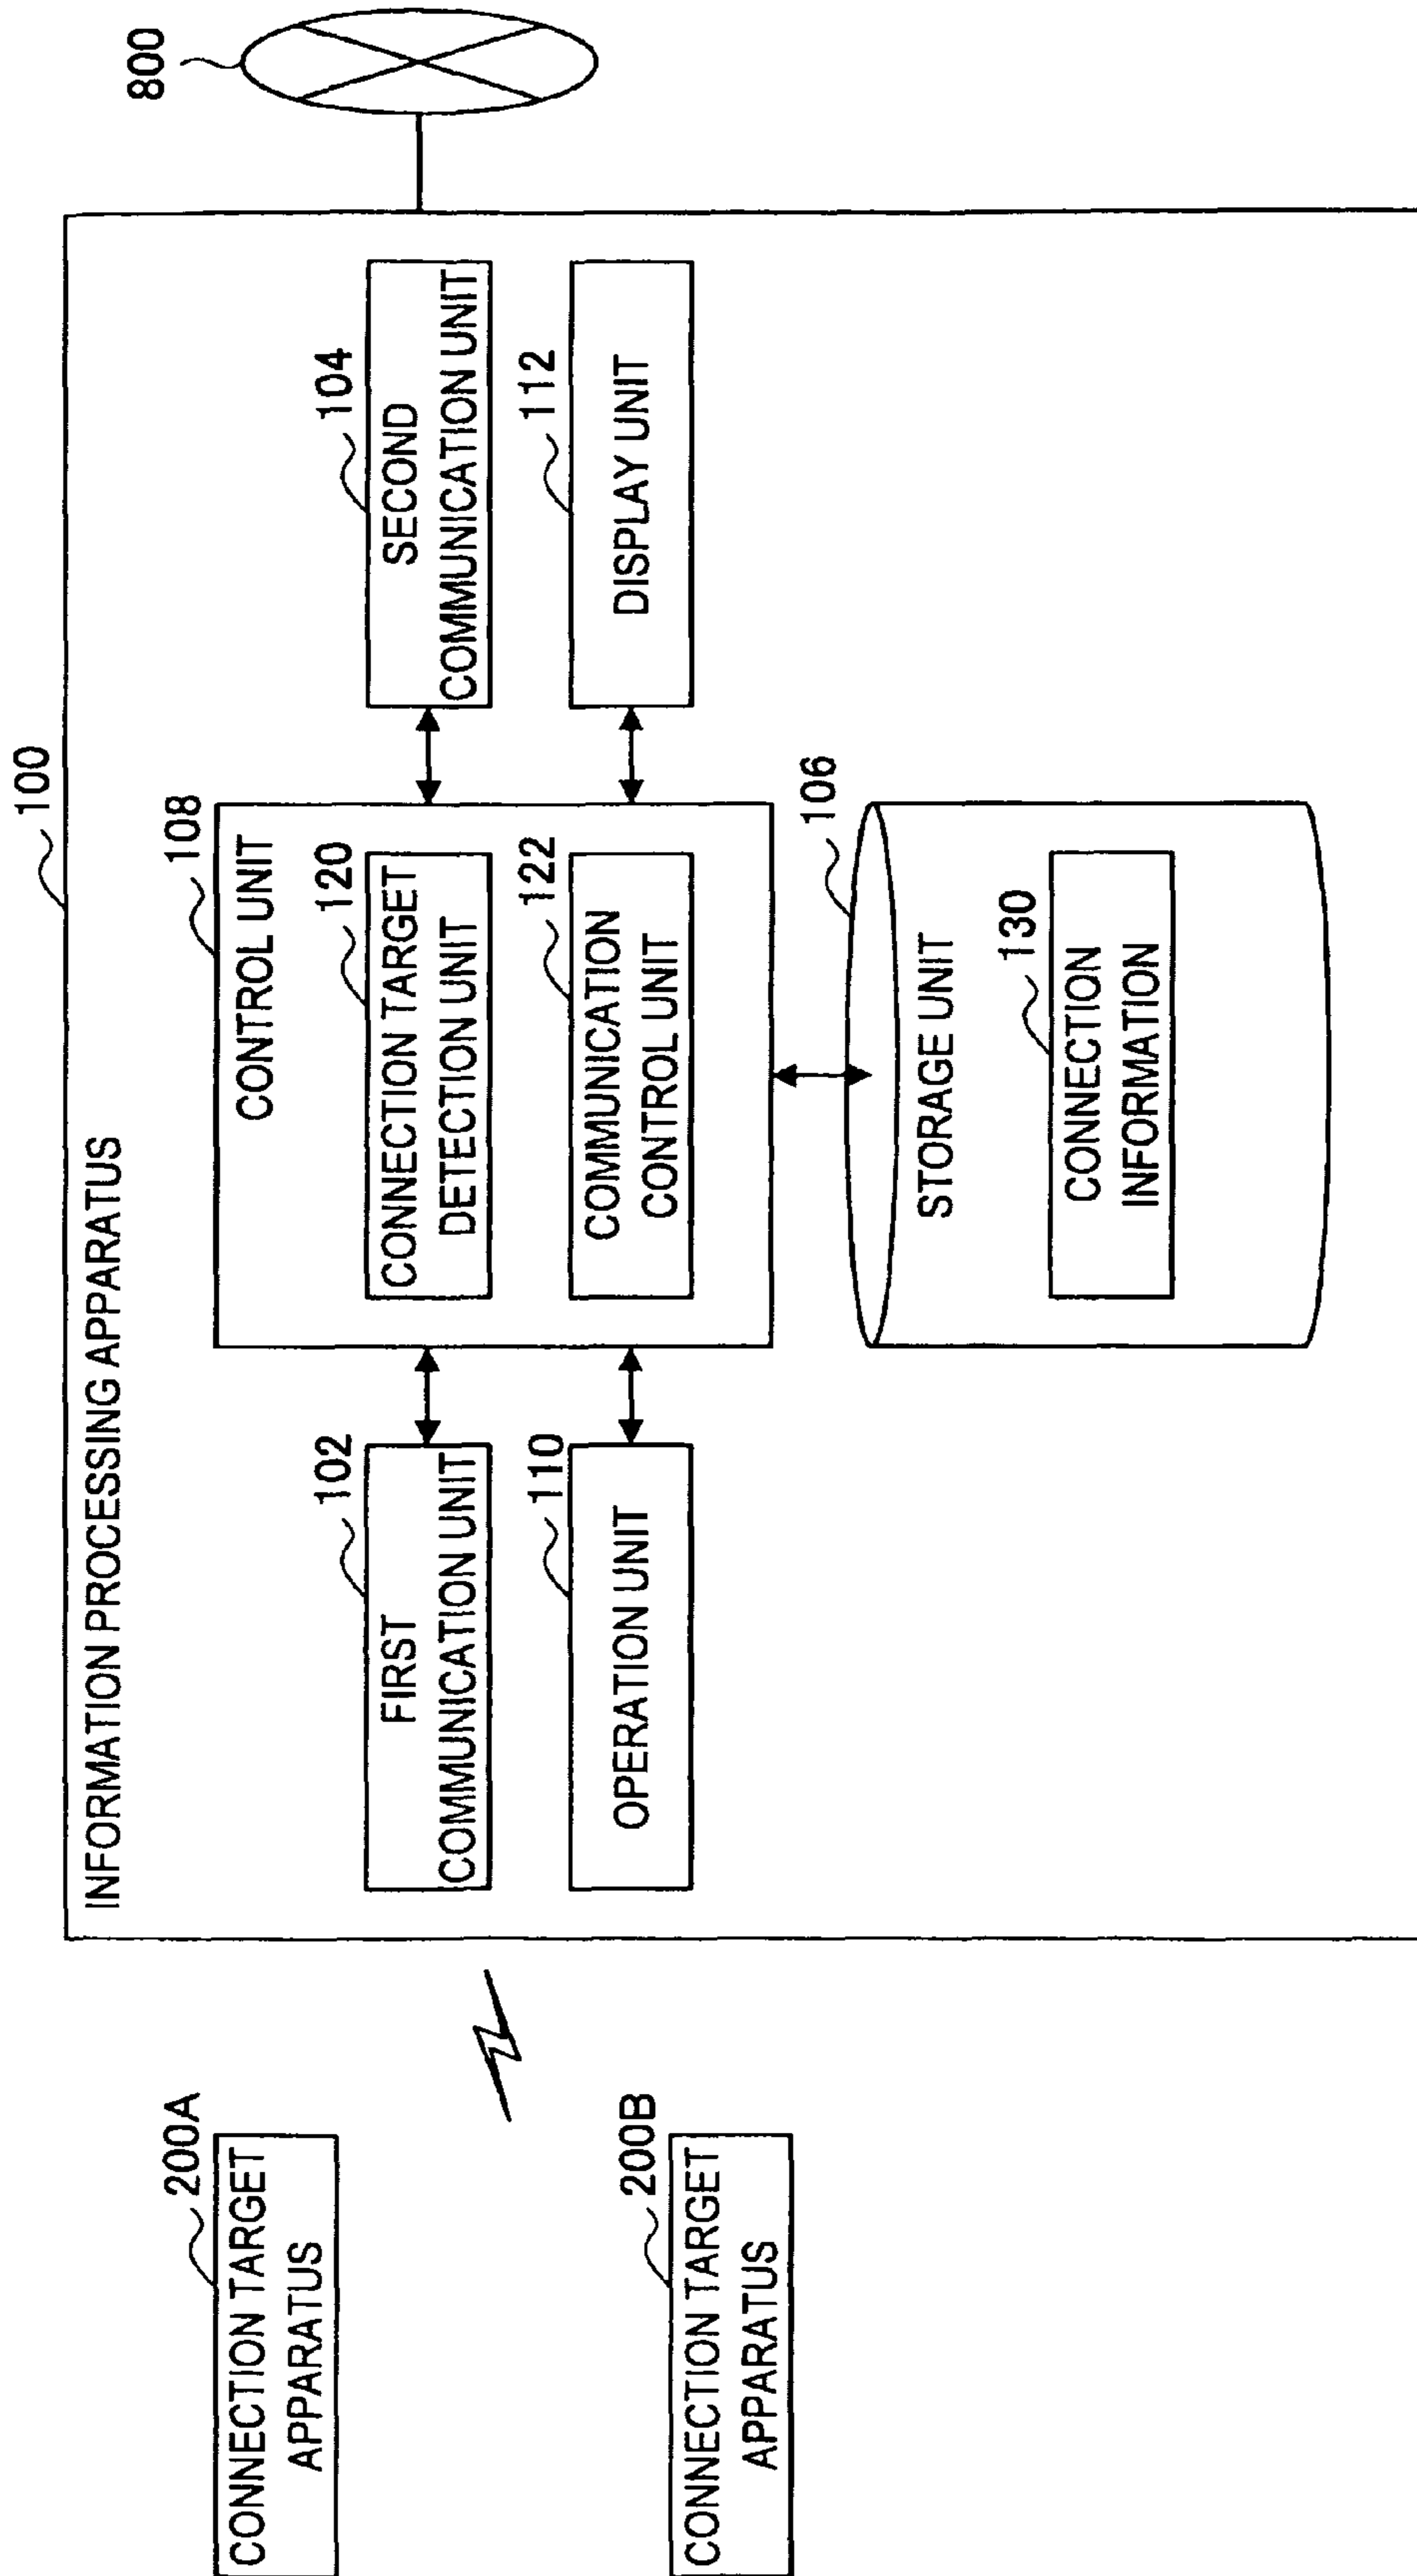 100
INFORMATION PROCESSING APPARATUS
800
200A
CONNECTION TARGET
APPARATUS
200B
CONNECTION TARGET
APPARATUS
102
FIRST
COMMUNICATION UNIT
110
OPERATION UNIT
108
CONTROL UNIT
120
CONNECTION TARGET
DETECTION UNIT
122
COMMUNICATION
CONTROL UNIT
104
SECOND
COMMUNICATION UNIT
112
DISPLAY UNIT
106
STORAGE UNIT
130
CONNECTION
INFORMATION